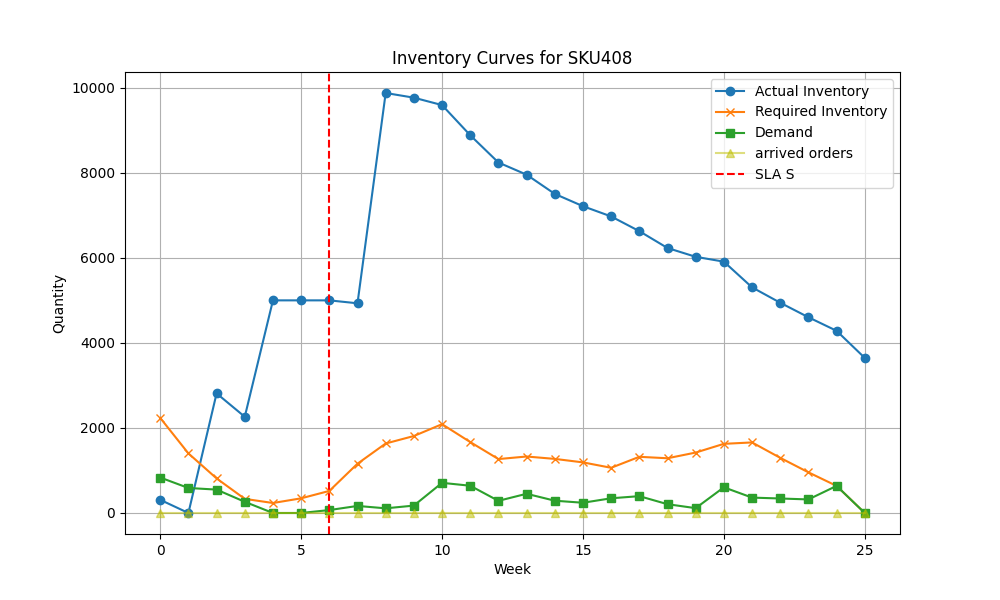 Inventory Curves for SKU408
Actual Inventory
Required Inventory
Demand
arrived orders
SLA S
Quantity
10000
8000
6000
4000
2000
0
0 5 10 15 20 25
Week